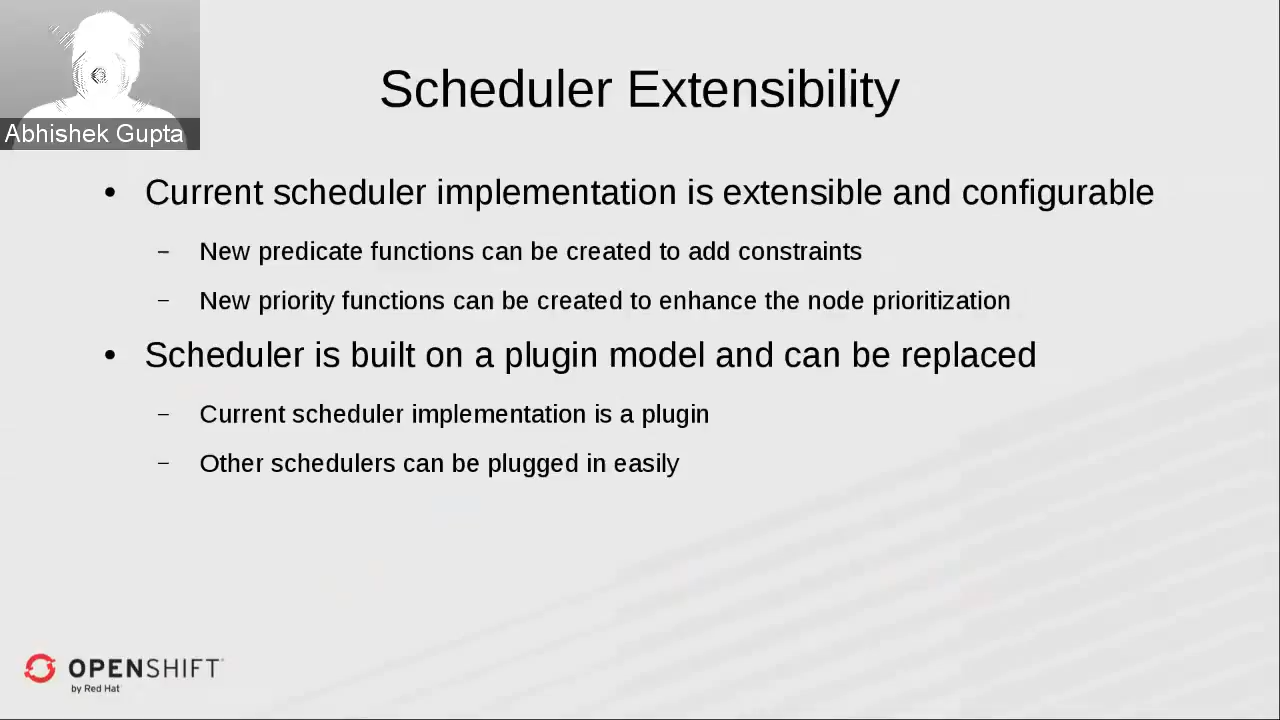 Abhishek Gupta
Scheduler Extensibility
• Current scheduler implementation is extensible and configurable
– New predicate functions can be created to add constraints
– New priority functions can be created to enhance the node prioritization
• Scheduler is built on a plugin model and can be replaced
– Current scheduler implementation is a plugin
– Other schedulers can be plugged in easily
OPENSHIFT
by Red Hat